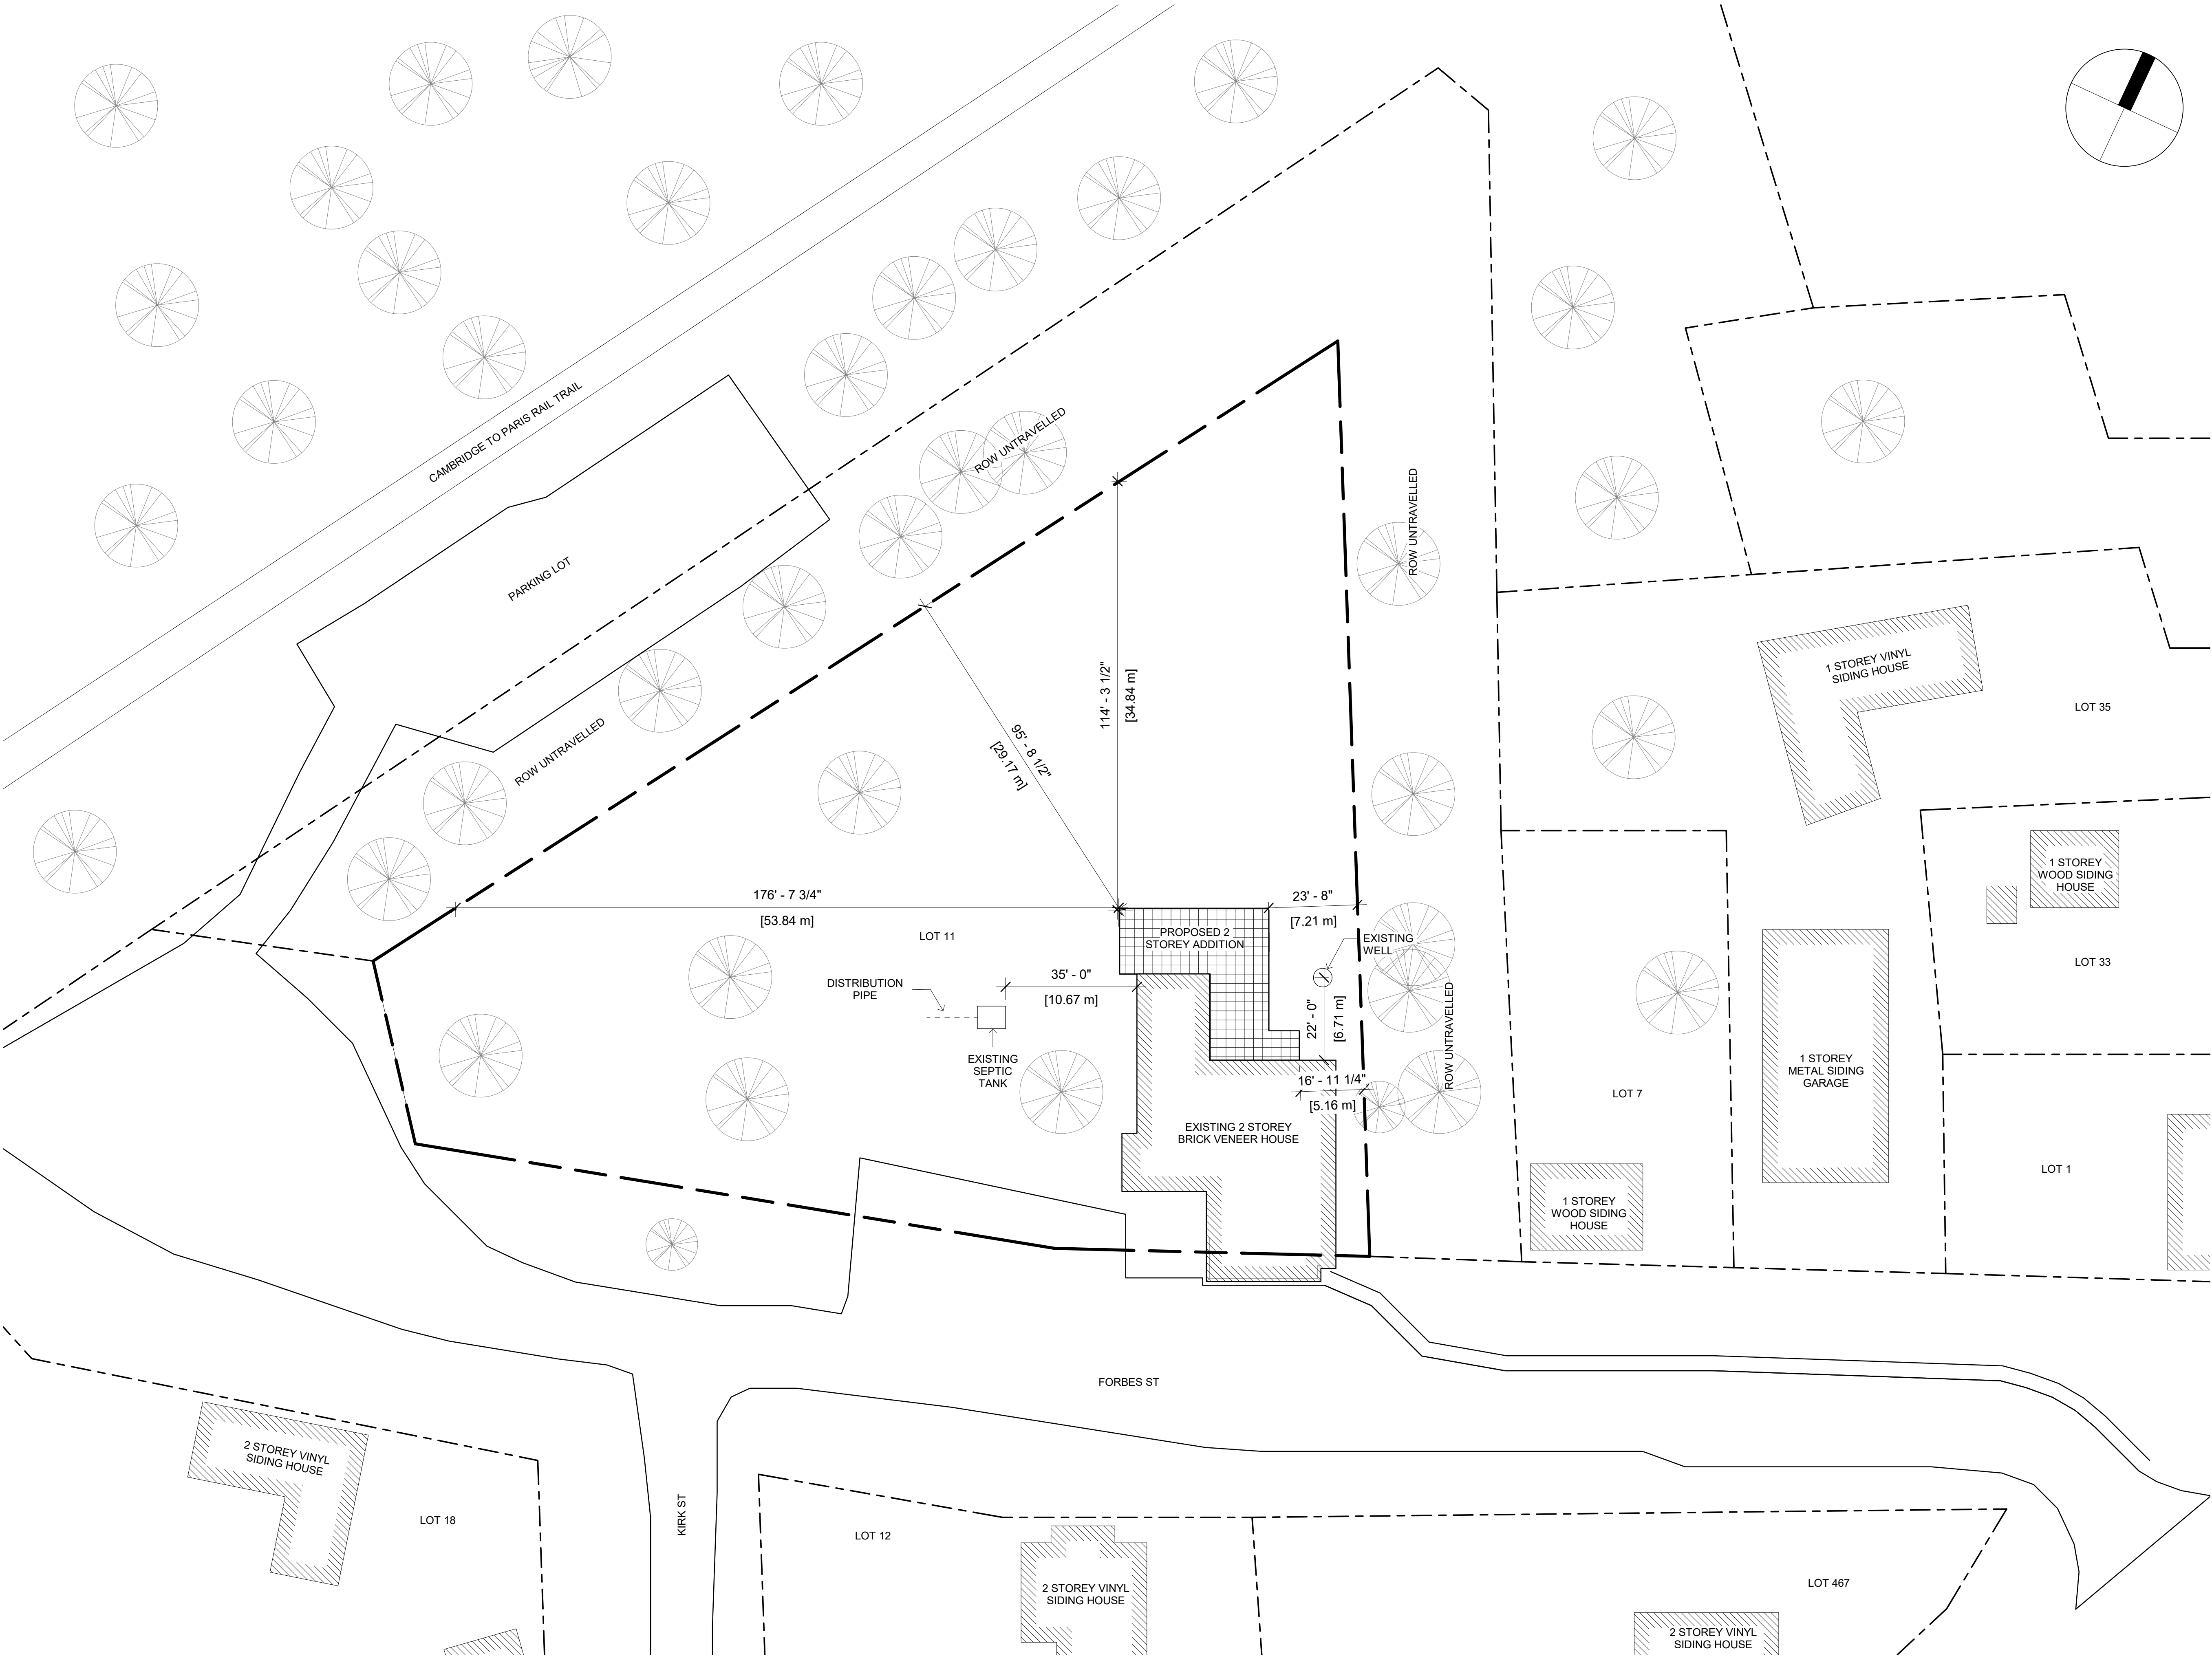 CAMBRIDGE TO PARIS RAIL TRAIL
ROW UNTRAVELLED
PARKING LOT
ROW UNTRAVELLED
ROW UNTRAVELLED
114' - 3 1/2"
[34.84 m]
95' - 8 1/2"
[29.17 m]
1 STOREY VINYL
SIDING HOUSE
LOT 35
176' - 7 3/4"
[53.84 m]
23' - 8"
[7.21 m]
LOT 11
PROPOSED 2
STOREY ADDITION
EXISTING
WELL
1 STOREY
WOOD SIDING
HOUSE
LOT 33
DISTRIBUTION
PIPE
35' - 0"
[10.67 m]
22' - 0"
[6.71 m]
ROW UNTRAVELLED
EXISTING
SEPTIC
TANK
16' - 11 1/4"
[5.16 m]
EXISTING 2 STOREY
BRICK VENEER HOUSE
LOT 7
1 STOREY
METAL SIDING
GARAGE
LOT 1
1 STOREY
WOOD SIDING
HOUSE
FORBES ST
2 STOREY VINYL
SIDING HOUSE
LOT 18
KIRK ST
LOT 12
2 STOREY VINYL
SIDING HOUSE
LOT 467
2 STOREY VINYL
SIDING HOUSE